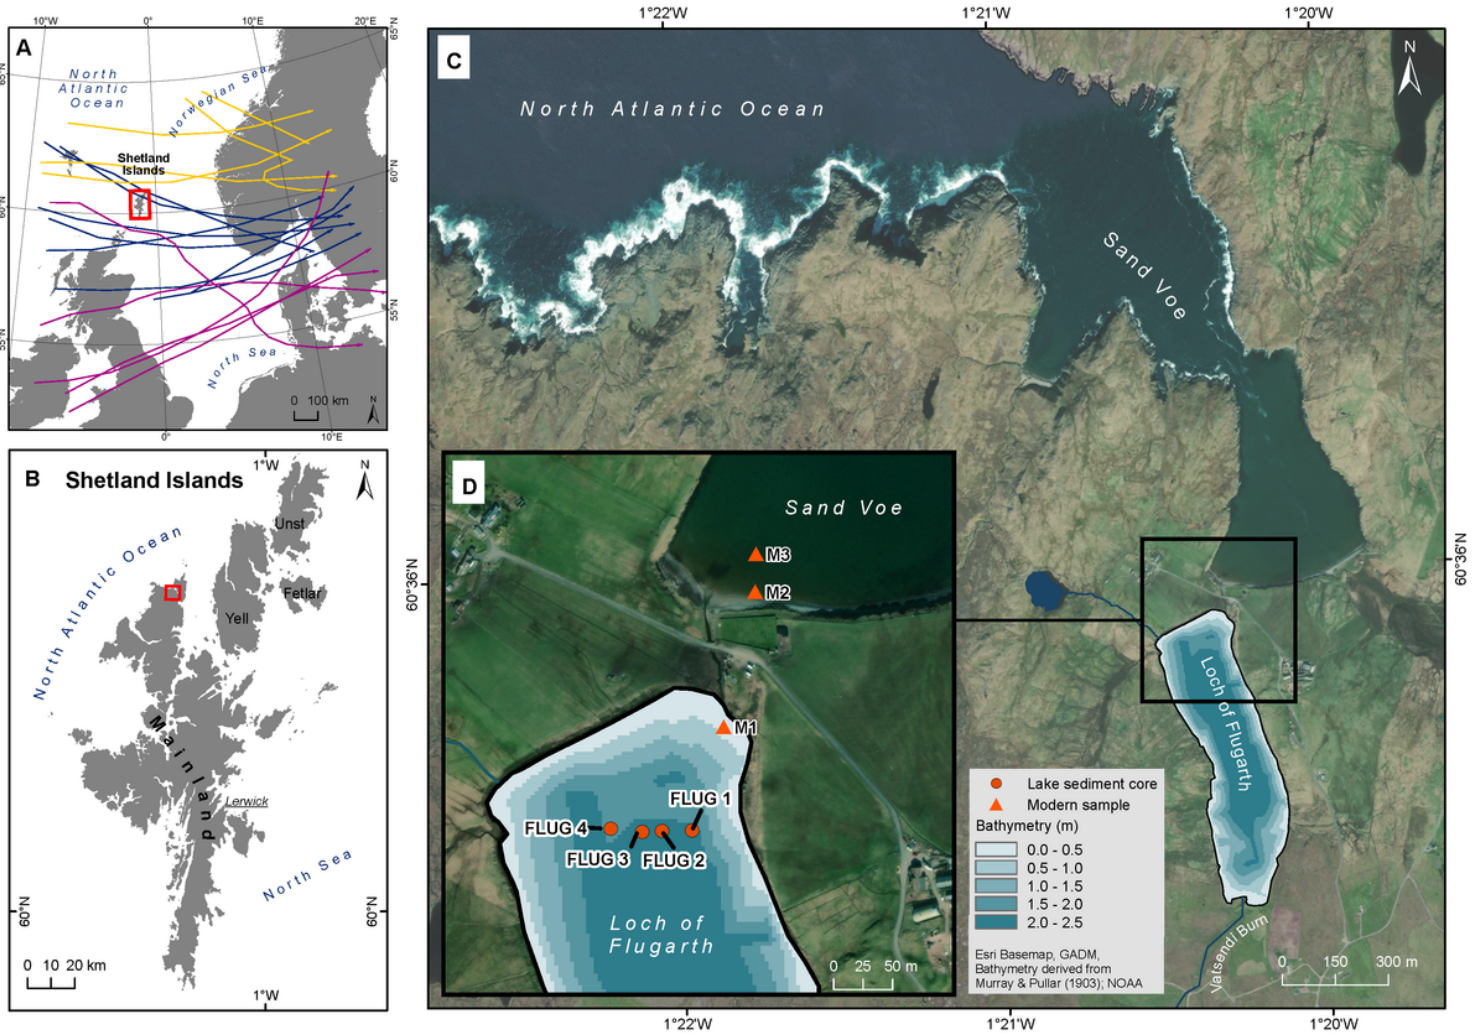 10°W
0°
10°E
20°E
65°N
A
North
Atlantic
Ocean
Norwegian Sea
Shetland
Islands
60°N
60°N
55°N
North Sea
0 100 km
N
0°
10°E
B
Shetland Islands
1°W
N
North Atlantic Ocean
Unst
Fetlar
Yell
Mainland
Lerwick
North Sea
60°N
60°N
0 10 20 km
1°W
1°22'W
1°21'W
1°20'W
C
N
North Atlantic Ocean
Sand Voe
60°36'N
60°36'N
Loch of Flugarth
Vatsendi Burn
0 150 300 m
D
Sand Voe
M3
M2
M1
FLUG 1
FLUG 4
FLUG 3
FLUG 2
Loch of
Flugarth
0 25 50 m
Lake sediment core
Modern sample
Bathymetry (m)
0.0 - 0.5
0.5 - 1.0
1.0 - 1.5
1.5 - 2.0
2.0 - 2.5
Esri Basemap, GADM,
Bathymetry derived from
Murray & Pullar (1903); NOAA
1°22'W
1°21'W
1°20'W